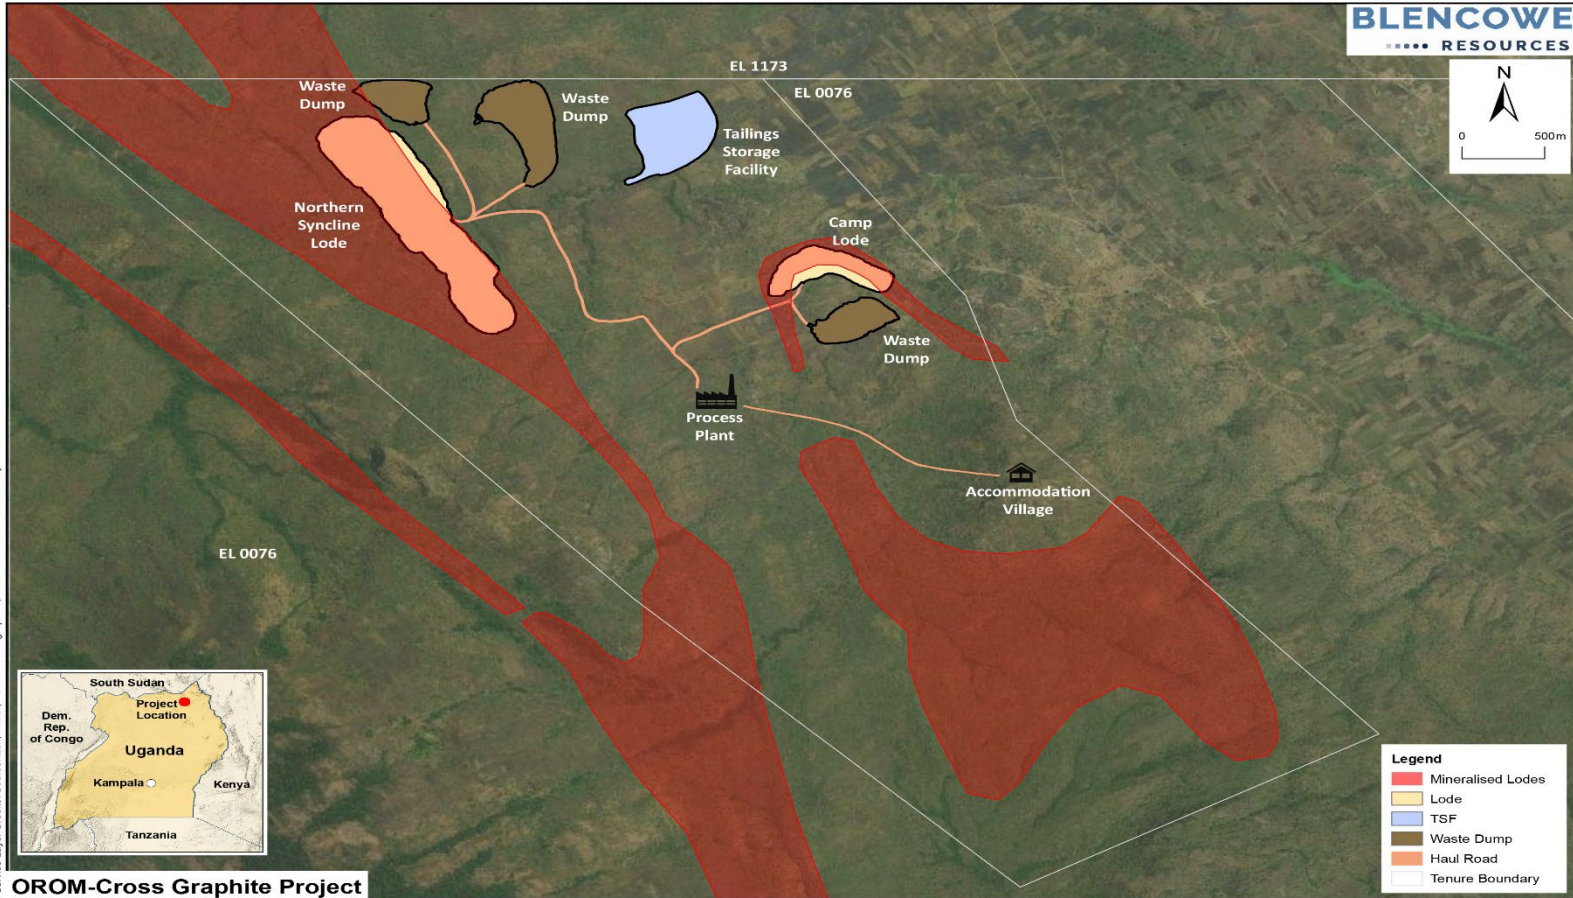 BLENCOWE
RESOURCES
N
0 500m
EL 1173
EL 0076
Waste
Dump
Waste
Dump
Tailings
Storage
Facility
Northern
Syncline
Lode
Camp
Lode
Waste
Dump
Process
Plant
Accommodation
Village
EL 0076
South Sudan
Project
Location
Dem.
Rep.
of Congo
Uganda
Kampala
Kenya
Tanzania
OROM-Cross Graphite Project
Legend
Mineralised Lodes
Lode
TSF
Waste Dump
Haul Road
Tenure Boundary